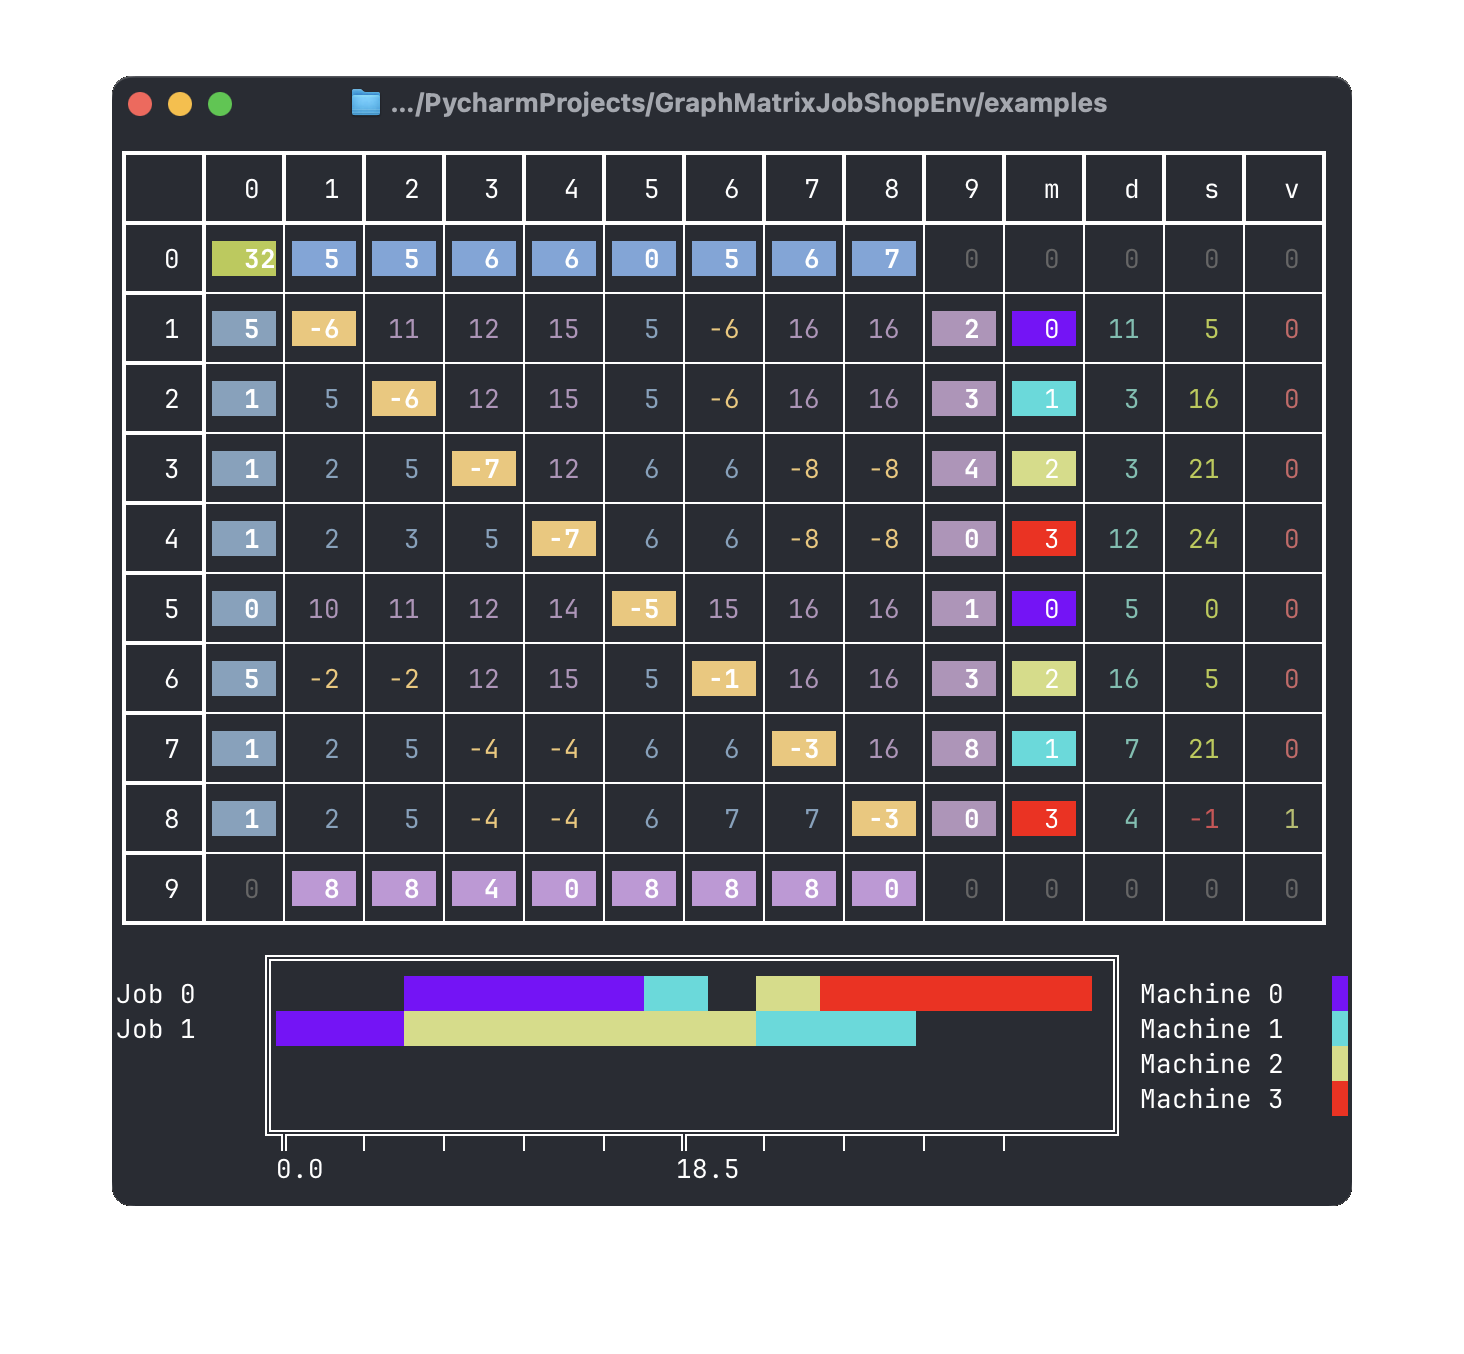 .../PycharmProjects/GraphMatrixJobShopEnv/examples
0 1 2 3 4 5 6 7 8 9 m d s v
0 32 5 5 6 6 0 5 6 7 0 0 0 0 0
1 5 -6 11 12 15 5 -6 16 16 2 0 11 5 0
2 1 5 -6 12 15 5 -6 16 16 3 1 3 16 0
3 1 2 5 -7 12 6 6 -8 -8 4 2 3 21 0
4 1 2 3 5 -7 6 6 -8 -8 0 3 12 24 0
5 0 10 11 12 14 -5 15 16 16 1 0 5 0 0
6 5 -2 -2 12 15 5 -1 16 16 3 2 16 5 0
7 1 2 5 -4 -4 6 6 -3 16 8 1 7 21 0
8 1 2 5 -4 -4 6 7 7 -3 0 3 4 -1 1
9 0 8 8 4 0 8 8 8 0 0 0 0 0 0
Job 0 Machine 0
Job 1 Machine 1
Machine 2
Machine 3
0.0 18.5